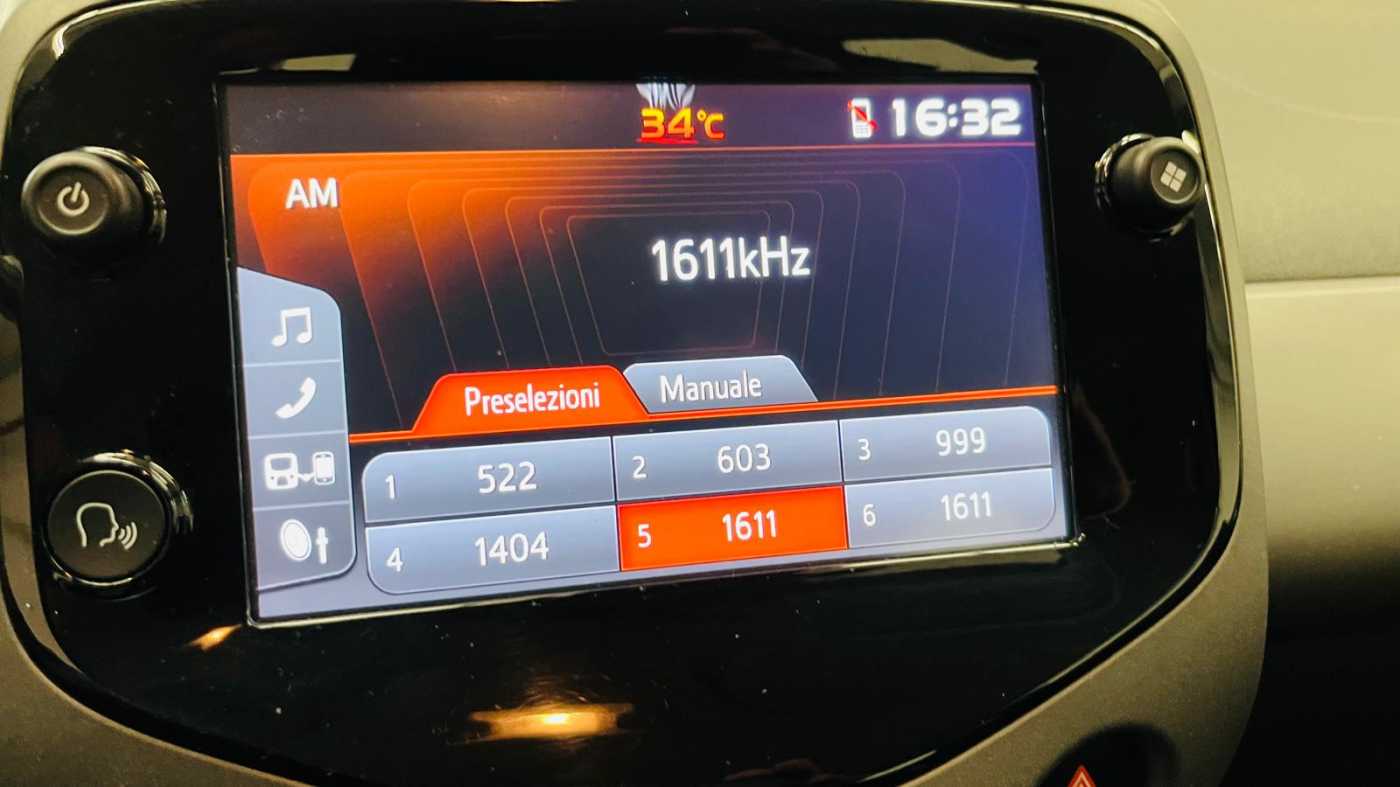 34°C
16:32
AM
1611kHz
Preselezioni Manuale
1 522 2 603 3 999
4 1404 5 1611 6 1611